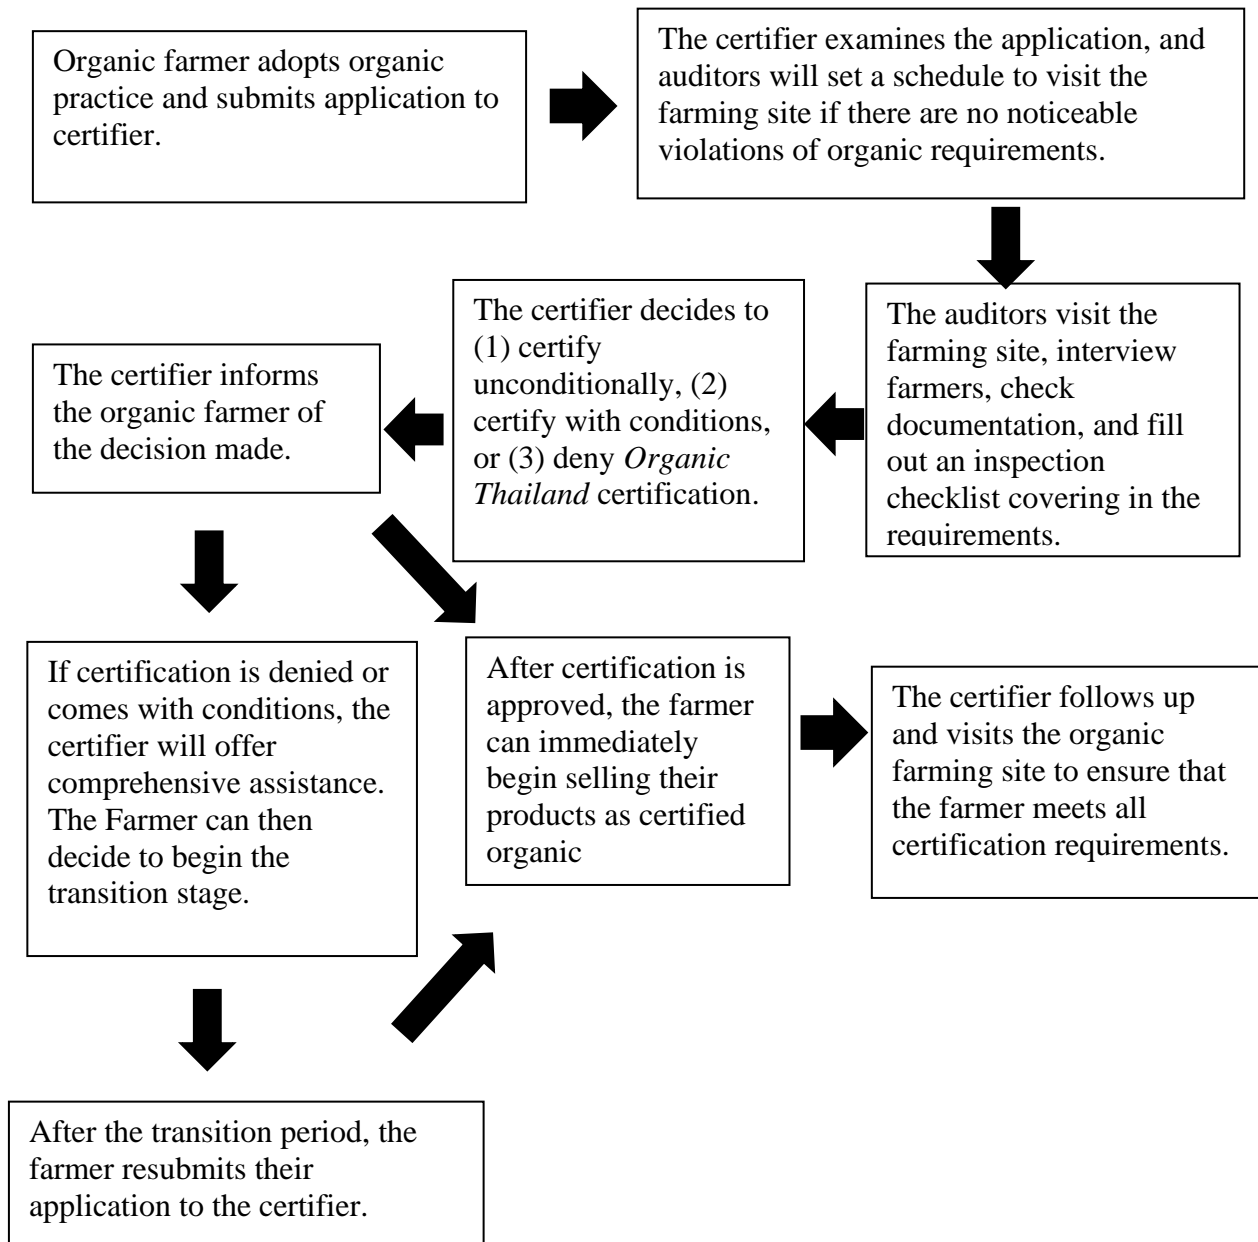 Organic farmer adopts organic
practice and submits application to
certifier.
The certifier examines the application, and
auditors will set a schedule to visit the
farming site if there are no noticeable
violations of organic requirements.
The auditors visit the
farming site, interview
farmers, check
documentation, and fill
out an inspection
checklist covering in the
requirements.
The certifier decides to
(1) certify
unconditionally, (2)
certify with conditions,
or (3) deny Organic
Thailand certification.
The certifier informs
the organic farmer of
the decision made.
If certification is denied or
comes with conditions, the
certifier will offer
comprehensive assistance.
The Farmer can then
decide to begin the
transition stage.
After certification is
approved, the farmer
can immediately
begin selling their
products as certified
organic
The certifier follows up
and visits the organic
farming site to ensure that
the farmer meets all
certification requirements.
After the transition period, the
farmer resubmits their
application to the certifier.